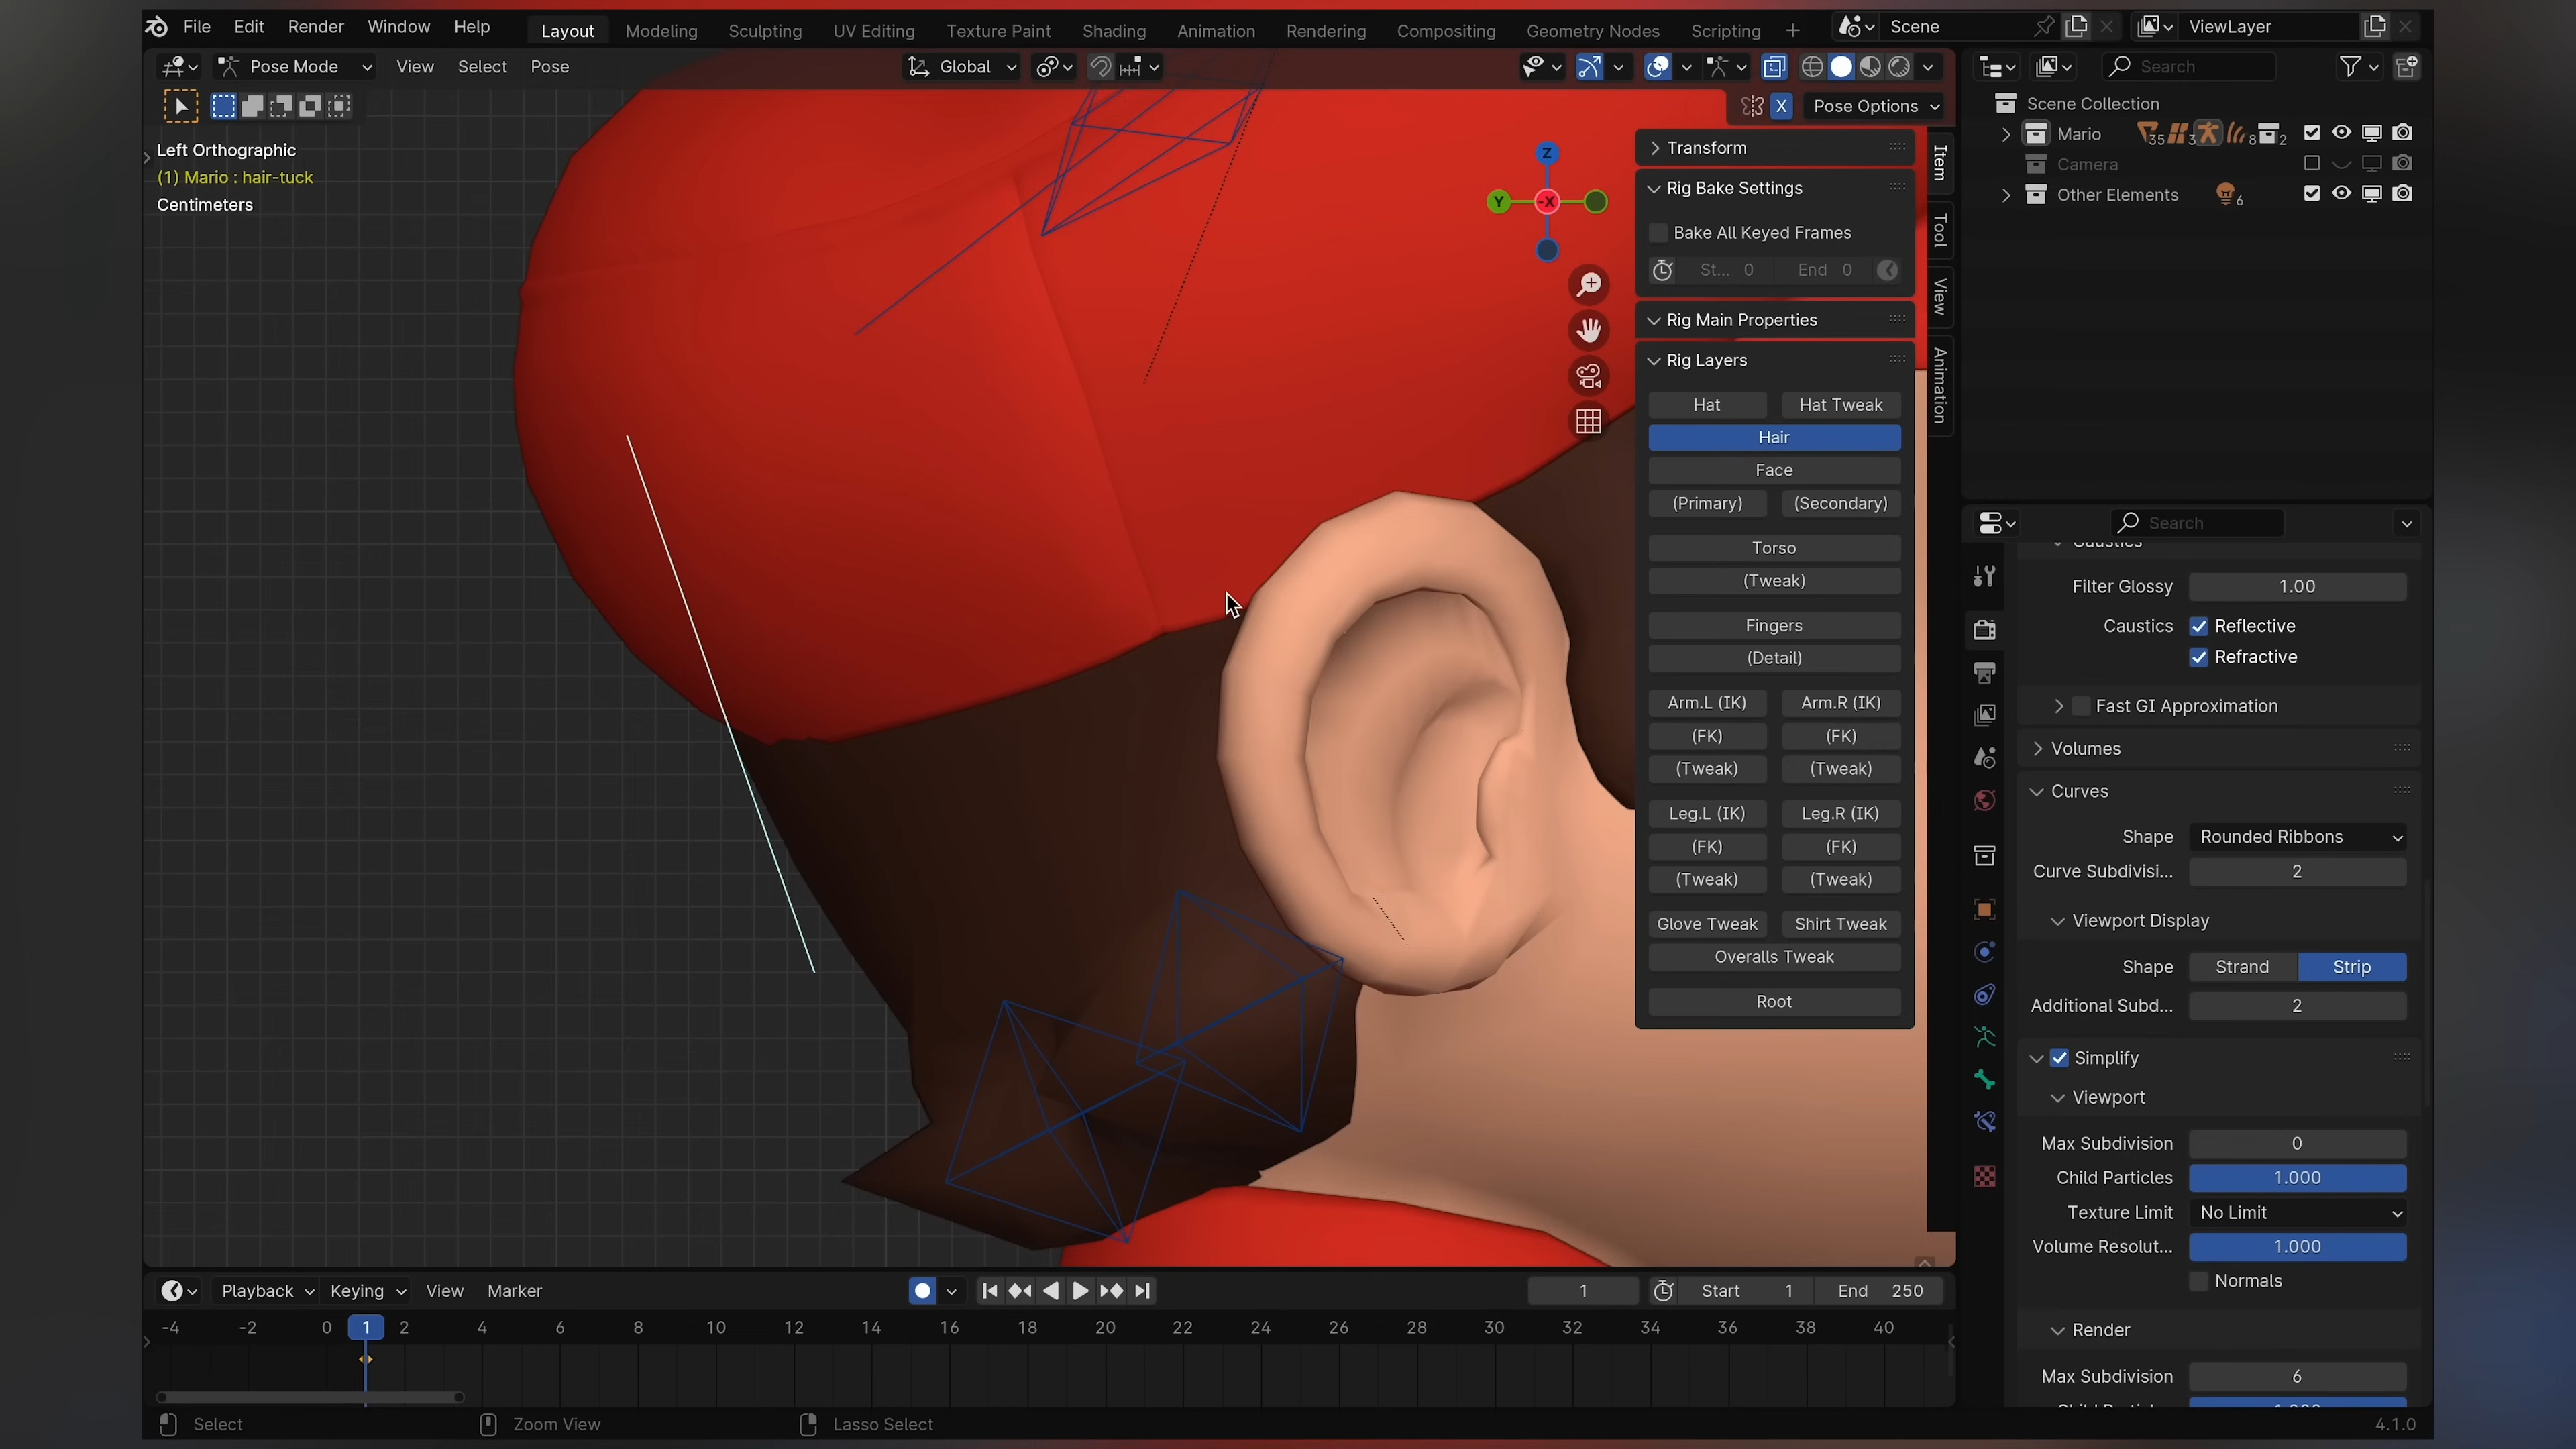 File Edit Render Window Help Layout Modeling Sculpting UV Editing Texture Paint Shading Animation Rendering Compositing Geometry Nodes Scripting + Scene ViewLayer
Pose Mode View Select Pose Global Search
X Pose Options
Left Orthographic
(1) Mario : hair-tuck
Centimeters
Z
Y -X
Transform
Rig Bake Settings
Bake All Keyed Frames
St... 0 End 0
Rig Main Properties
Rig Layers
Hat Hat Tweak
Hair
Face
(Primary) (Secondary)
Torso
(Tweak)
Fingers
(Detail)
Arm.L (IK) Arm.R (IK)
(FK) (FK)
(Tweak) (Tweak)
Leg.L (IK) Leg.R (IK)
(FK) (FK)
(Tweak) (Tweak)
Glove Tweak Shirt Tweak
Overalls Tweak
Root
Item
Tool
View
Animation
Scene Collection
Mario 35 3 8 2
Camera
Other Elements 6
Search
Caustics
Filter Glossy 1.00
Caustics Reflective
Refractive
Fast GI Approximation
Volumes
Curves
Shape Rounded Ribbons
Curve Subdivisi... 2
Viewport Display
Shape Strand Strip
Additional Subd... 2
Simplify
Viewport
Max Subdivision 0
Child Particles 1.000
Texture Limit No Limit
Volume Resolut... 1.000
Normals
Render
Max Subdivision 6
Playback Keying View Marker 1 Start 1 End 250
-4 -2 0 1 2 4 6 8 10 12 14 16 18 20 22 24 26 28 30 32 34 36 38 40
Select Zoom View Lasso Select 4.1.0